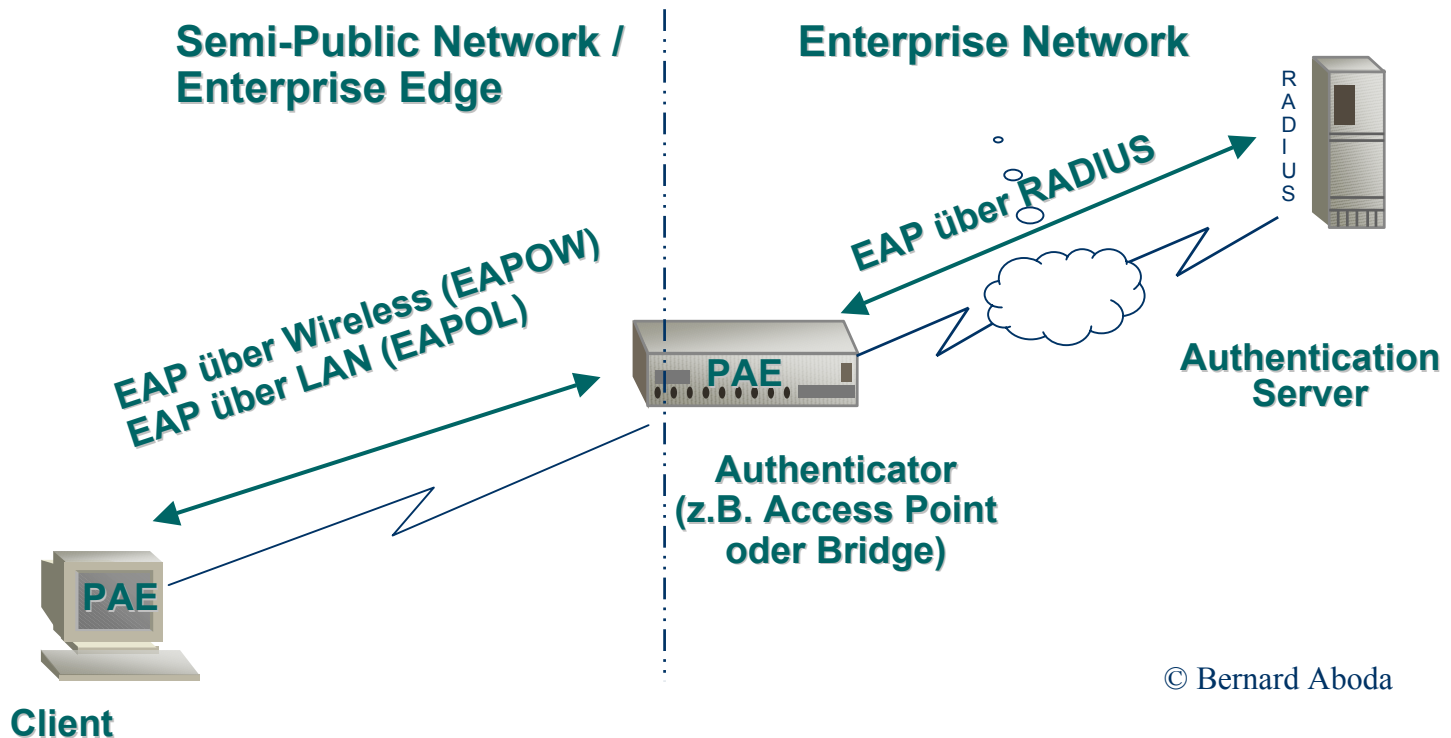 Semi-Public Network /
Enterprise Edge
Enterprise Network
RADIUS
EAP über RADIUS
EAP über Wireless (EAPOW)
EAP über LAN (EAPOL)
PAE
Authentication
Server
Authenticator
(z.B. Access Point
oder Bridge)
PAE
© Bernard Aboda
Client